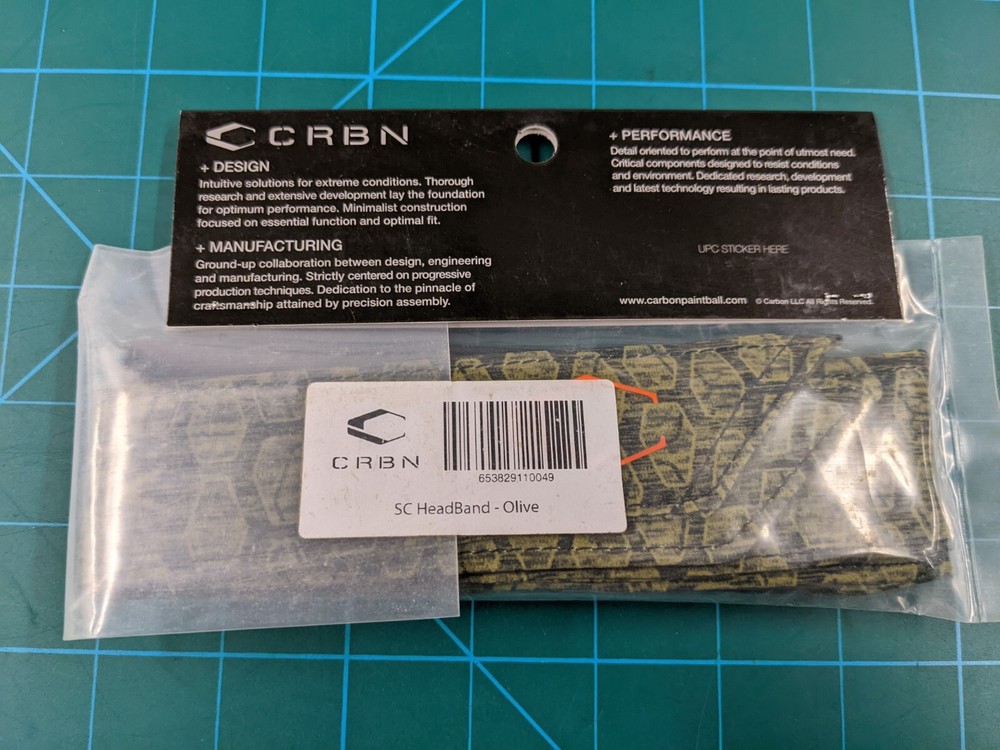 CRBN
+ DESIGN
Intuitive solutions for extreme conditions. Thorough
research and extensive development lay the foundation
for optimum performance. Minimalist construction
focused on essential function and optimal fit.
+ MANUFACTURING
Ground-up collaboration between design, engineering
and manufacturing. Strictly centered on progressive
production techniques. Dedication to the pinnacle of
craftsmanship attained by precision assembly.
+ PERFORMANCE
Detail oriented to perform at the point of utmost need.
Critical components designed to resist conditions
and environment. Dedicated research, development
and latest technology resulting in lasting products.
UPC STICKER HERE
www.carbonpaintball.com © Carbon LLC All Rights Reserved.
CRBN
653829110049
SC HeadBand - Olive